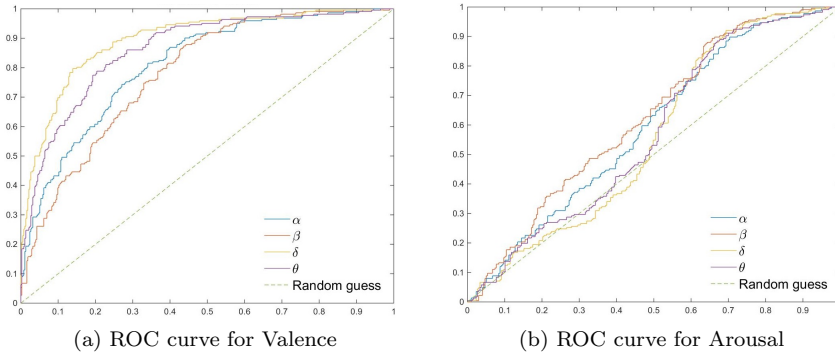 1
0.9
0.8
0.7
0.6
0.5
0.4
0.3
0.2
0.1
0
α
β
δ
θ
Random guess
0 0.1 0.2 0.3 0.4 0.5 0.6 0.7 0.8 0.9 1
(a) ROC curve for Valence
1
0.9
0.8
0.7
0.6
0.5
0.4
0.3
0.2
0.1
0
α
β
δ
θ
Random guess
0 0.1 0.2 0.3 0.4 0.5 0.6 0.7 0.8 0.9
(b) ROC curve for Arousal